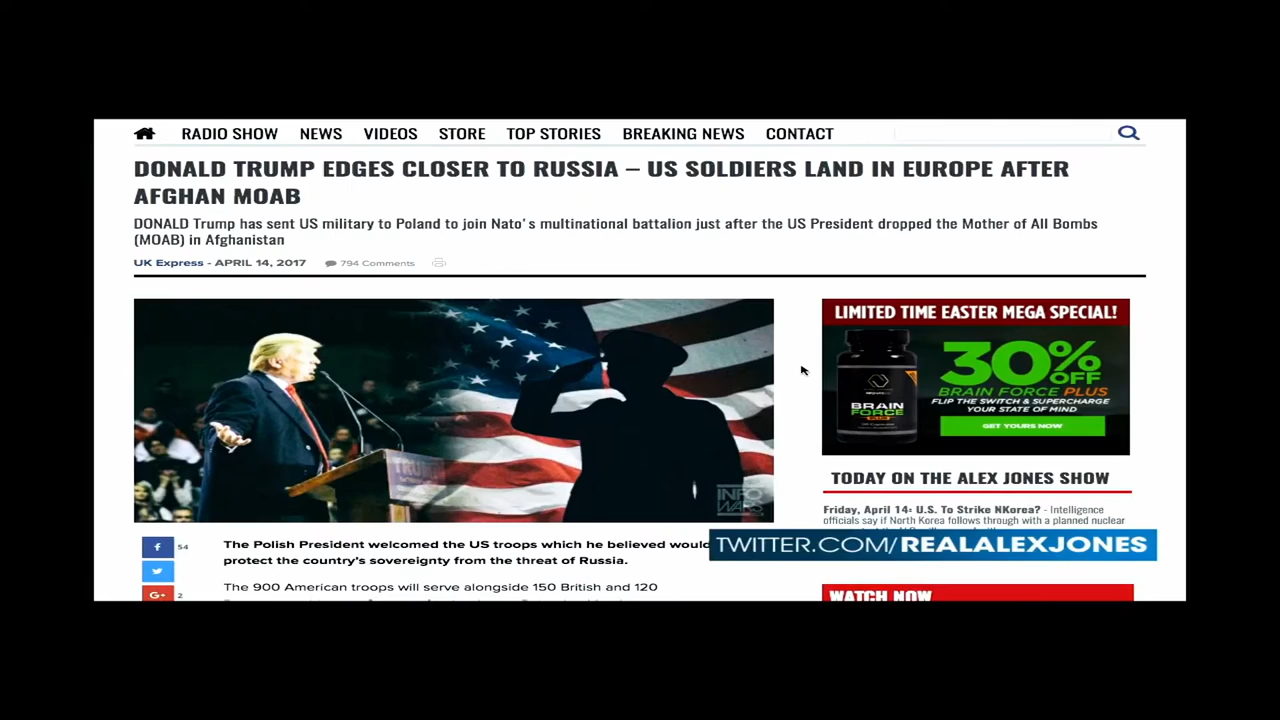 RADIO SHOW NEWS VIDEOS STORE TOP STORIES BREAKING NEWS CONTACT
DONALD TRUMP EDGES CLOSER TO RUSSIA – US SOLDIERS LAND IN EUROPE AFTER
AFGHAN MOAB
DONALD Trump has sent US military to Poland to join Nato's multinational battalion just after the US President dropped the Mother of All Bombs
(MOAB) in Afghanistan
UK Express - APRIL 14, 2017 794 Comments
LIMITED TIME EASTER MEGA SPECIAL!
30% OFF
BRAIN FORCE PLUS
FLIP THE SWITCH & SUPERCHARGE
YOUR STATE OF MIND
GET YOURS NOW
BRAIN
FORCE
PLUS
TRUMP
INFO
WARS
TODAY ON THE ALEX JONES SHOW
Friday, April 14: U.S. To Strike NKorea? - Intelligence
officials say if North Korea follows through with a planned nuclear
TWITTER.COM/REALALEXJONES
54
The Polish President welcomed the US troops which he believed would
protect the country's sovereignty from the threat of Russia.
The 900 American troops will serve alongside 150 British and 120
G+ 2
WATCH NOW